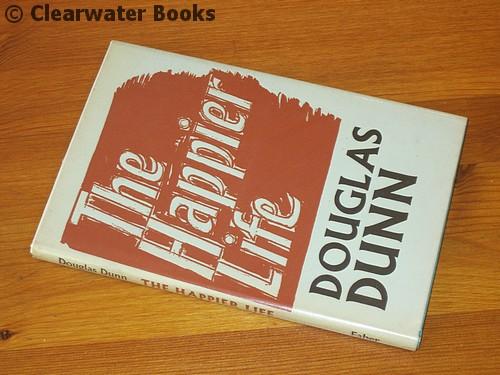 © Clearwater Books
The
Happier
Life
DOUGLAS
DUNN
Douglas Dunn THE HAPPIER LIFE Faber